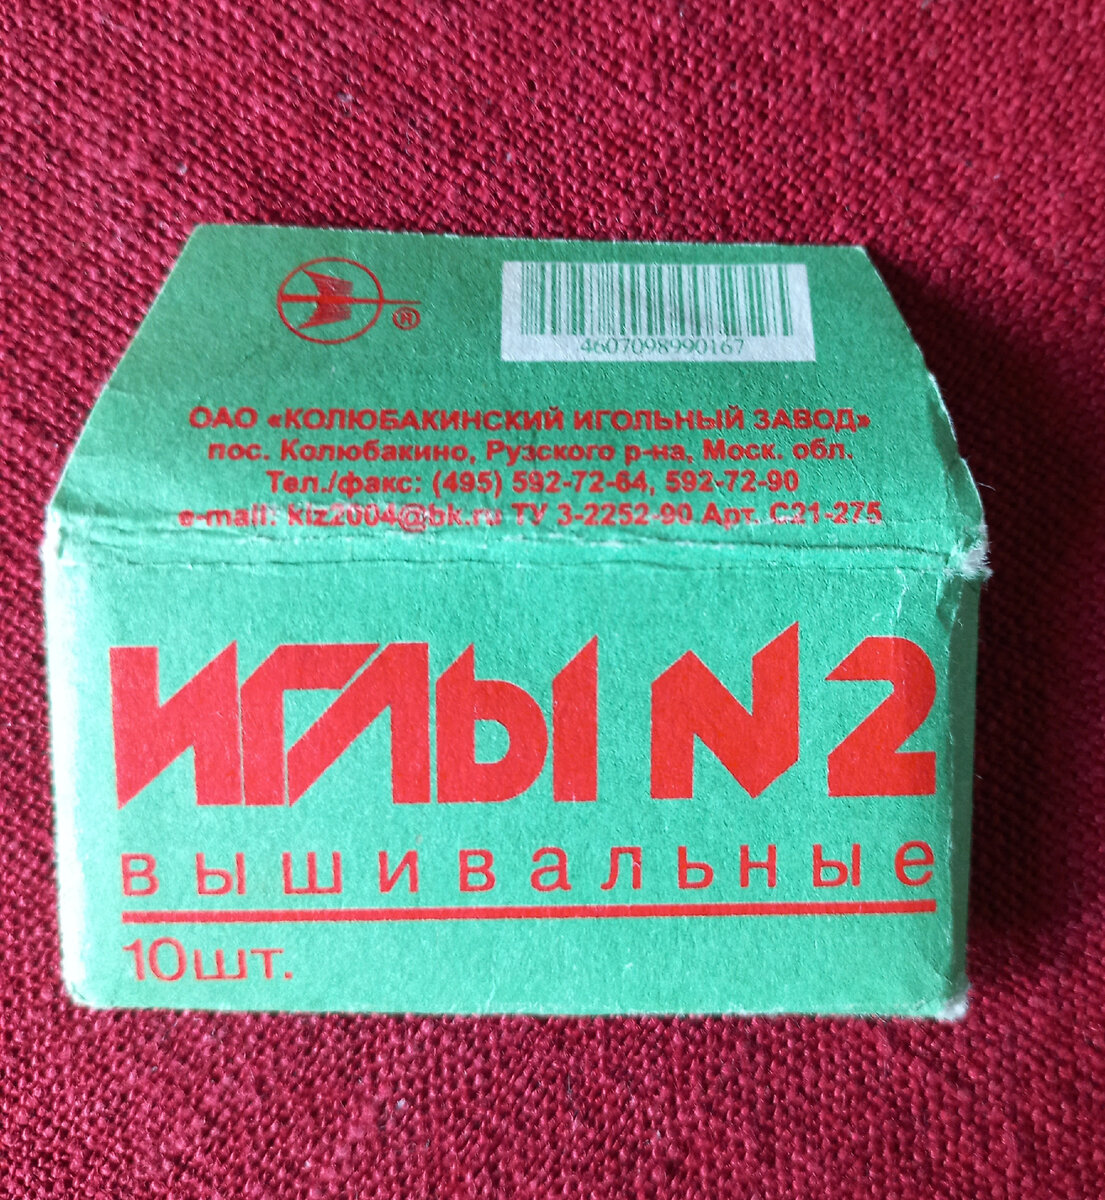 ®
4607098990167
ОАО «КОЛЮБАКИНСКИЙ ИГОЛЬНЫЙ ЗАВОД»
пос. Колюбакино, Рузского р-на, Моск. обл.
Тел./факс: (495) 592-72-64, 592-72-90
e-mail: kiz2004@bk.ru ТУ 3-2252-90 Арт. С21-275
ИГЛЫ N2
вышивальные
10шт.